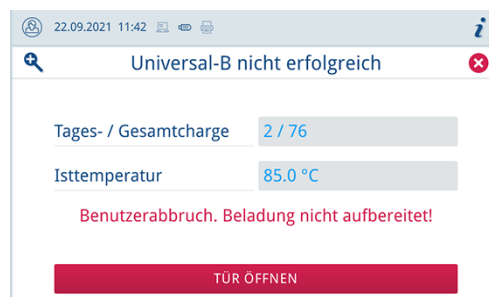 22.09.2021 11:42
i
Universal-B nicht erfolgreich
Tages- / Gesamtcharge 2 / 76
Isttemperatur 85.0 °C
Benutzerabbruch. Beladung nicht aufbereitet!
TÜR ÖFFNEN